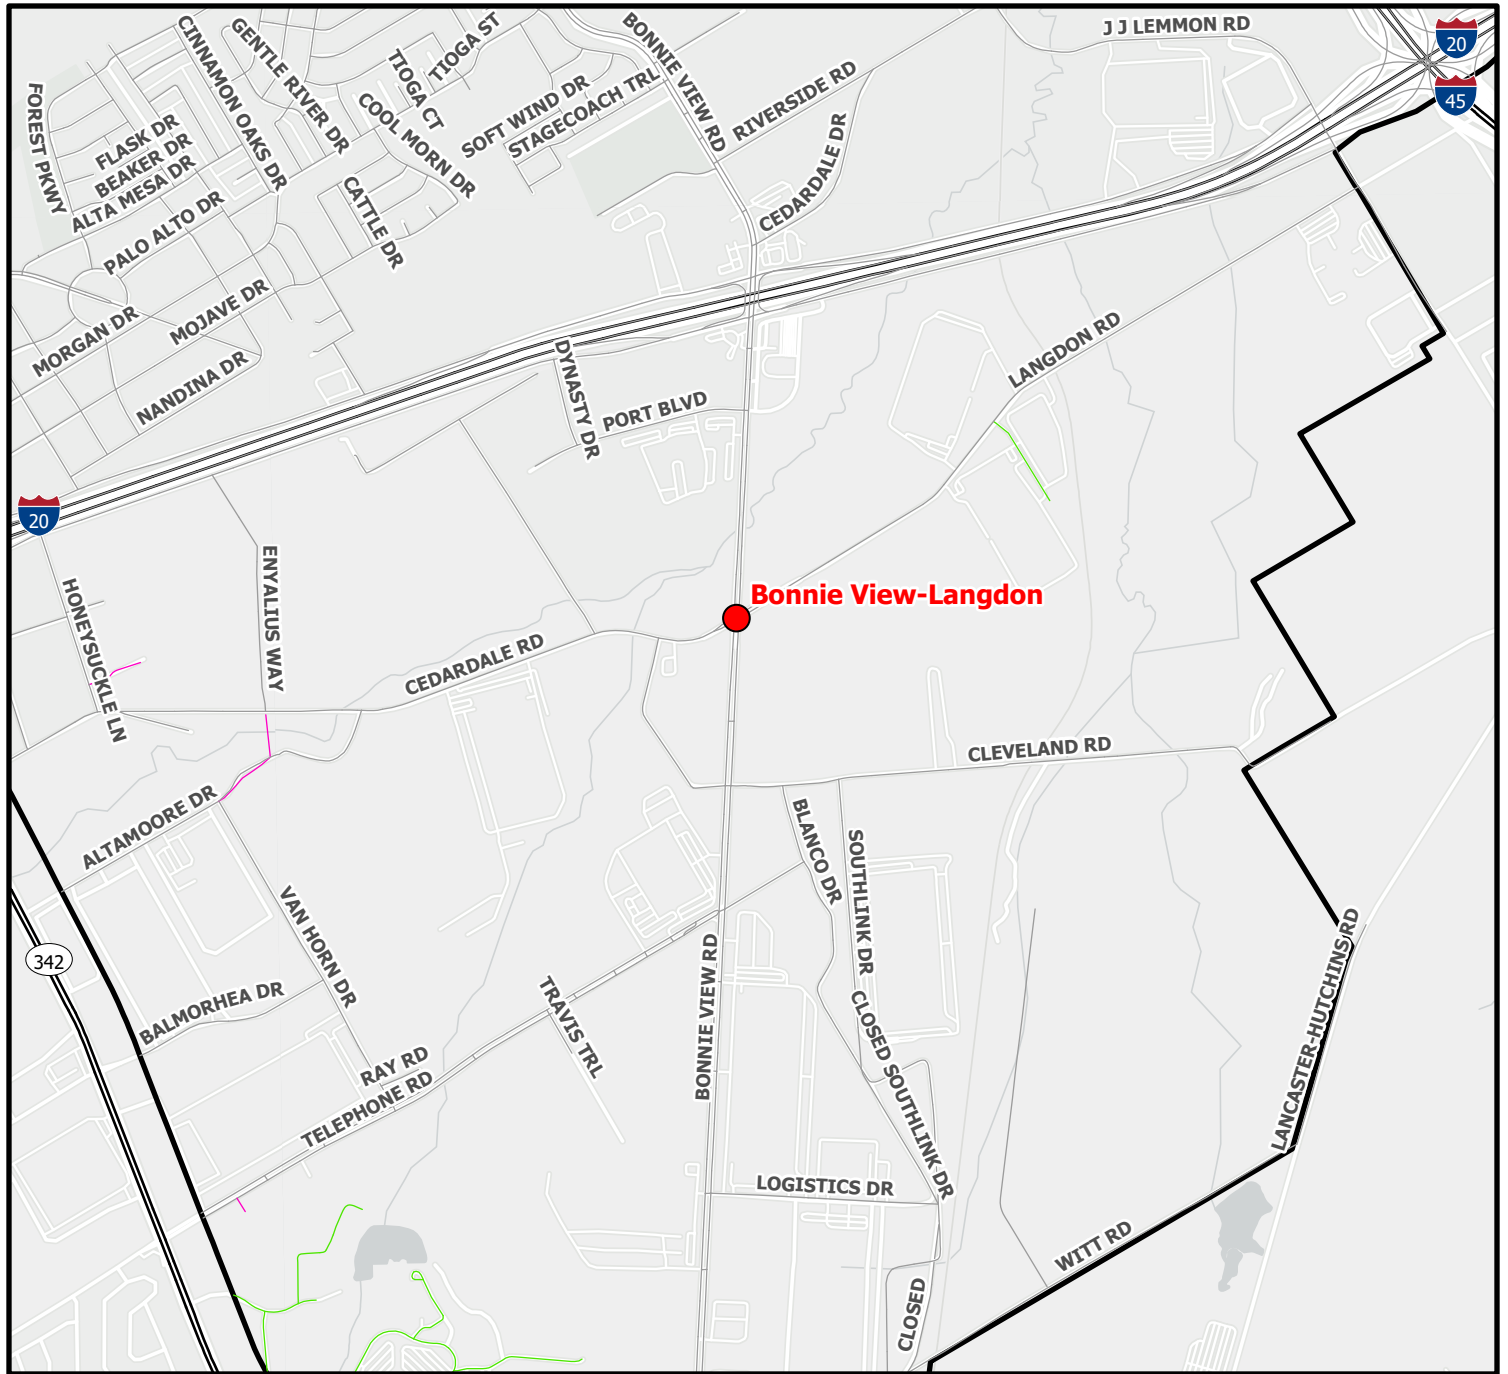 J J LEMMON RD
20
45
FOREST PKWY
CINNAMON OAKS DR
GENTLE RIVER DR
TIOGA CT
TIOGA ST
BONNIE VIEW RD
RIVERSIDE RD
CEDARDALE DR
SOFT WIND DR
STAGECOACH TRL
COOL MORN DR
FLASK DR
BEAKER DR
ALTA MESA DR
PALO ALTO DR
CATTLE DR
MOJAVE DR
MORGAN DR
NANDINA DR
DYNASTY DR
PORT BLVD
LANGDON RD
20
ENYALIUS WAY
HONEYSUCKLE LN
Bonnie View-Langdon
CEDARDALE RD
CLEVELAND RD
ALTAMOORE DR
BLANCO DR
SOUTHLINK DR
VAN HORN DR
342
BALMORHEA DR
TRAVIS TRL
BONNIE VIEW RD
CLOSED SOUTHLINK DR
LANCASTER-HUTCHINS RD
RAY RD
TELEPHONE RD
LOGISTICS DR
WITT RD
CLOSED